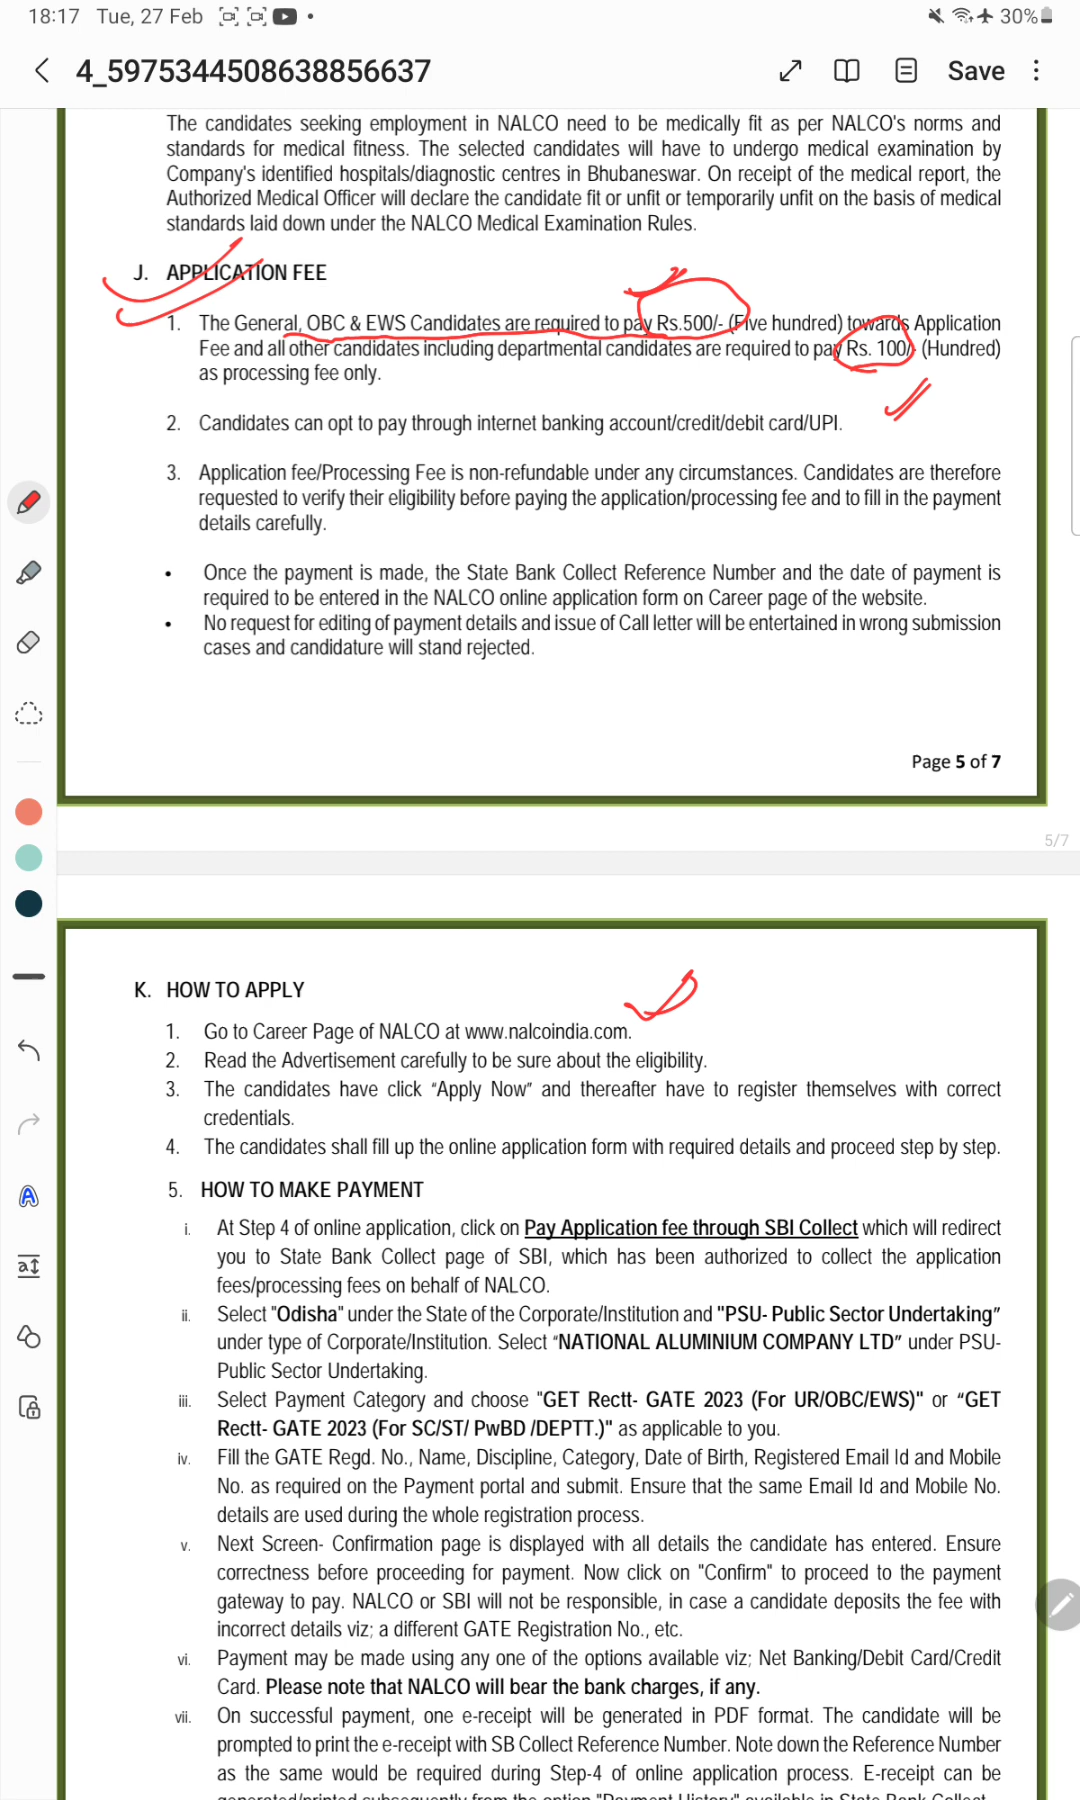 18:17 Tue, 27 Feb
30%
4_5975344508638856637
Save
The candidates seeking employment in NALCO need to be medically fit as per NALCO's norms and
standards for medical fitness. The selected candidates will have to undergo medical examination by
Company's identified hospitals/diagnostic centres in Bhubaneswar. On receipt of the medical report, the
Authorized Medical Officer will declare the candidate fit or unfit or temporarily unfit on the basis of medical
standards laid down under the NALCO Medical Examination Rules.
J. APPLICATION FEE
1. The General, OBC & EWS Candidates are required to pay Rs.500/- (Five hundred) towards Application
Fee and all other candidates including departmental candidates are required to pay Rs. 100/- (Hundred)
as processing fee only.
2. Candidates can opt to pay through internet banking account/credit/debit card/UPI.
3. Application fee/Processing Fee is non-refundable under any circumstances. Candidates are therefore
requested to verify their eligibility before paying the application/processing fee and to fill in the payment
details carefully.
• Once the payment is made, the State Bank Collect Reference Number and the date of payment is
required to be entered in the NALCO online application form on Career page of the website.
• No request for editing of payment details and issue of Call letter will be entertained in wrong submission
cases and candidature will stand rejected.
Page 5 of 7
5/7
K. HOW TO APPLY
1. Go to Career Page of NALCO at www.nalcoindia.com.
2. Read the Advertisement carefully to be sure about the eligibility.
3. The candidates have click “Apply Now” and thereafter have to register themselves with correct
credentials.
4. The candidates shall fill up the online application form with required details and proceed step by step.
5. HOW TO MAKE PAYMENT
i. At Step 4 of online application, click on Pay Application fee through SBI Collect which will redirect
you to State Bank Collect page of SBI, which has been authorized to collect the application
fees/processing fees on behalf of NALCO.
ii. Select "Odisha" under the State of the Corporate/Institution and "PSU- Public Sector Undertaking”
under type of Corporate/Institution. Select “NATIONAL ALUMINIUM COMPANY LTD” under PSU-
Public Sector Undertaking.
iii. Select Payment Category and choose "GET Rectt- GATE 2023 (For UR/OBC/EWS)" or “GET
Rectt- GATE 2023 (For SC/ST/ PwBD /DEPTT.)" as applicable to you.
iv. Fill the GATE Regd. No., Name, Discipline, Category, Date of Birth, Registered Email Id and Mobile
No. as required on the Payment portal and submit. Ensure that the same Email Id and Mobile No.
details are used during the whole registration process.
v. Next Screen- Confirmation page is displayed with all details the candidate has entered. Ensure
correctness before proceeding for payment. Now click on "Confirm" to proceed to the payment
gateway to pay. NALCO or SBI will not be responsible, in case a candidate deposits the fee with
incorrect details viz; a different GATE Registration No., etc.
vi. Payment may be made using any one of the options available viz; Net Banking/Debit Card/Credit
Card. Please note that NALCO will bear the bank charges, if any.
vii. On successful payment, one e-receipt will be generated in PDF format. The candidate will be
prompted to print the e-receipt with SB Collect Reference Number. Note down the Reference Number
as the same would be required during Step-4 of online application process. E-receipt can be
generated/printed subsequently from the option "Payment History" available in State Bank Collect